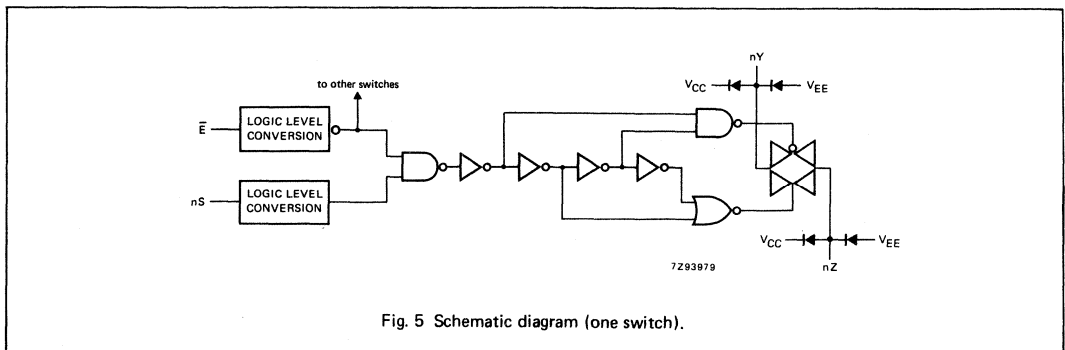 nY
VCC
VEE
to other switches
E
LOGIC LEVEL
CONVERSION
nS
LOGIC LEVEL
CONVERSION
VCC
VEE
nZ
7Z93979
Fig. 5 Schematic diagram (one switch).